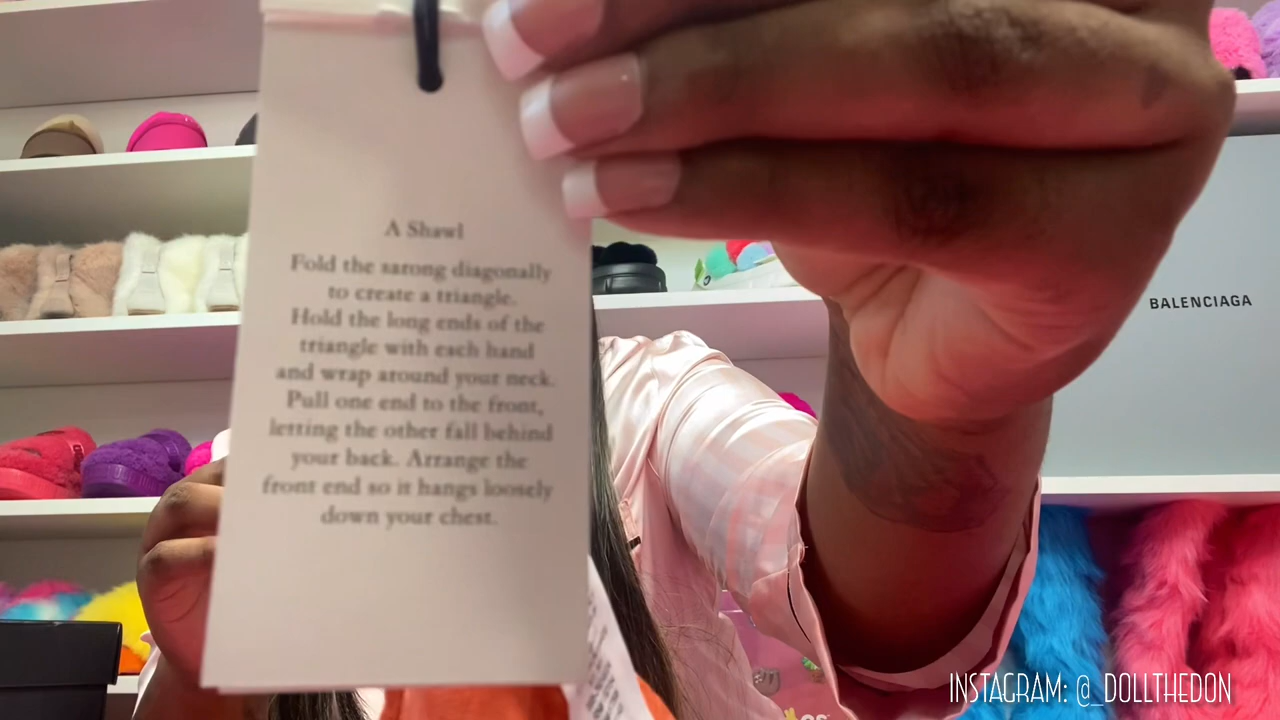 A Shawl
Fold the sarong diagonally
to create a triangle.
Hold the long ends of the
triangle with each hand
and wrap around your neck.
Pull one end to the front,
letting the other fall behind
your back. Arrange the
front end so it hangs loosely
down your chest.
BALENCIAGA
INSTAGRAM: @_DOLLTHEDON